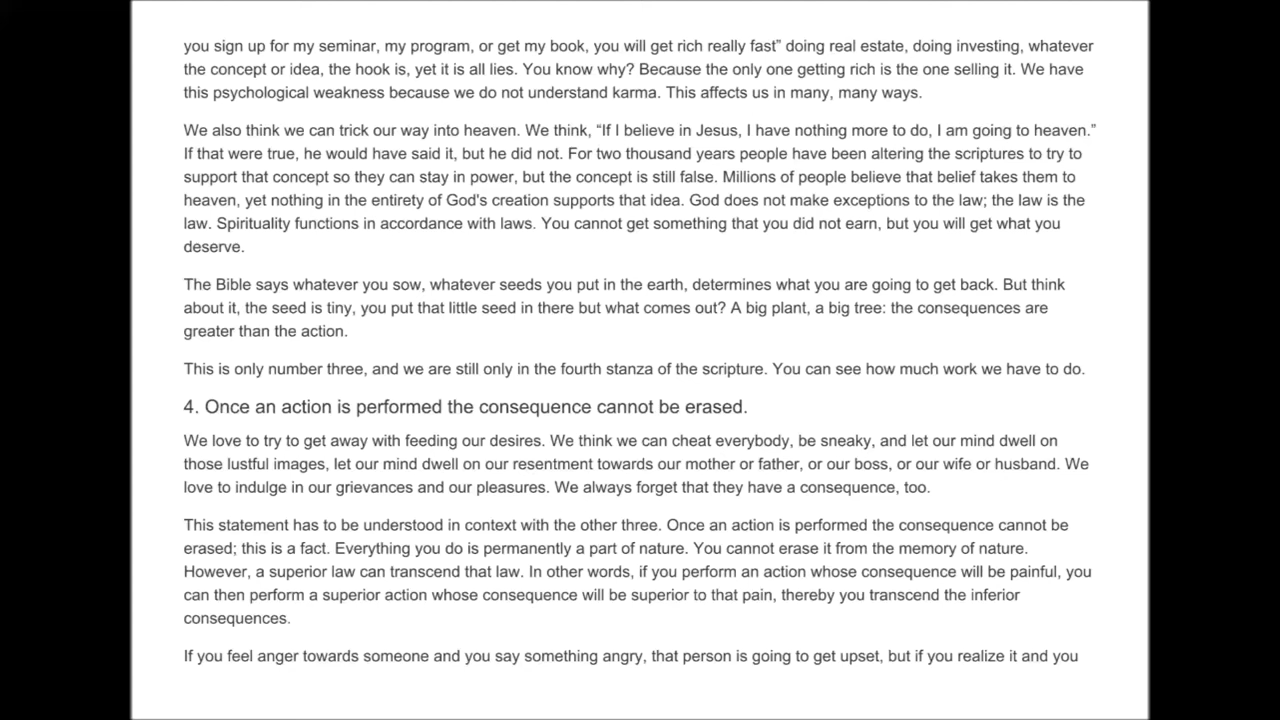 you sign up for my seminar, my program, or get my book, you will get rich really fast” doing real estate, doing investing, whatever
the concept or idea, the hook is, yet it is all lies. You know why? Because the only one getting rich is the one selling it. We have
this psychological weakness because we do not understand karma. This affects us in many, many ways.
We also think we can trick our way into heaven. We think, “If I believe in Jesus, I have nothing more to do, I am going to heaven.”
If that were true, he would have said it, but he did not. For two thousand years people have been altering the scriptures to try to
support that concept so they can stay in power, but the concept is still false. Millions of people believe that belief takes them to
heaven, yet nothing in the entirety of God's creation supports that idea. God does not make exceptions to the law; the law is the
law. Spirituality functions in accordance with laws. You cannot get something that you did not earn, but you will get what you
deserve.
The Bible says whatever you sow, whatever seeds you put in the earth, determines what you are going to get back. But think
about it, the seed is tiny, you put that little seed in there but what comes out? A big plant, a big tree: the consequences are
greater than the action.
This is only number three, and we are still only in the fourth stanza of the scripture. You can see how much work we have to do.
4. Once an action is performed the consequence cannot be erased.
We love to try to get away with feeding our desires. We think we can cheat everybody, be sneaky, and let our mind dwell on
those lustful images, let our mind dwell on our resentment towards our mother or father, or our boss, or our wife or husband. We
love to indulge in our grievances and our pleasures. We always forget that they have a consequence, too.
This statement has to be understood in context with the other three. Once an action is performed the consequence cannot be
erased; this is a fact. Everything you do is permanently a part of nature. You cannot erase it from the memory of nature.
However, a superior law can transcend that law. In other words, if you perform an action whose consequence will be painful, you
can then perform a superior action whose consequence will be superior to that pain, thereby you transcend the inferior
consequences.
If you feel anger towards someone and you say something angry, that person is going to get upset, but if you realize it and you